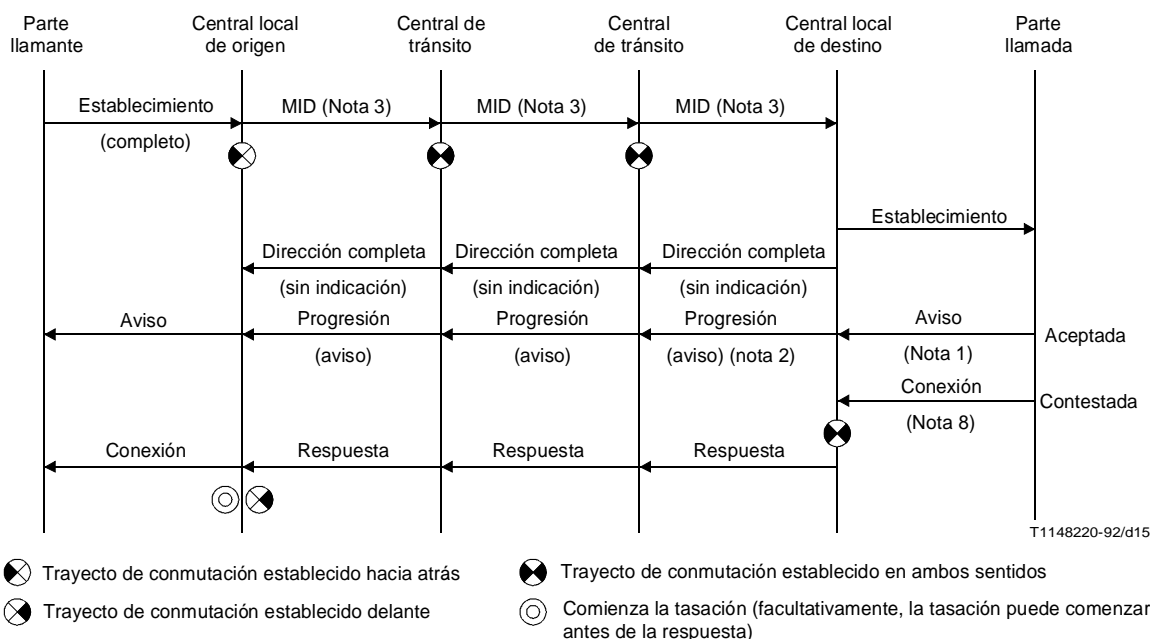 Parte
llamante
Central local
de origen
Central de
tránsito
Central
de tránsito
Central local
de destino
Parte
llamada
Establecimiento
(completo)
MID (Nota 3)
MID (Nota 3)
MID (Nota 3)
Establecimiento
Dirección completa
(sin indicación)
Dirección completa
(sin indicación)
Dirección completa
(sin indicación)
Aviso
Progresión
(aviso)
Progresión
(aviso)
Progresión
(aviso) (nota 2)
Aviso
(Nota 1)
Aceptada
Conexión
(Nota 8)
Contestada
Conexión
Respuesta
Respuesta
Respuesta
T1148220-92/d15
Trayecto de conmutación establecido hacia atrás
Trayecto de conmutación establecido en ambos sentidos
Trayecto de conmutación establecido delante
Comienza la tasación (facultativamente, la tasación puede comenzar
antes de la respuesta)